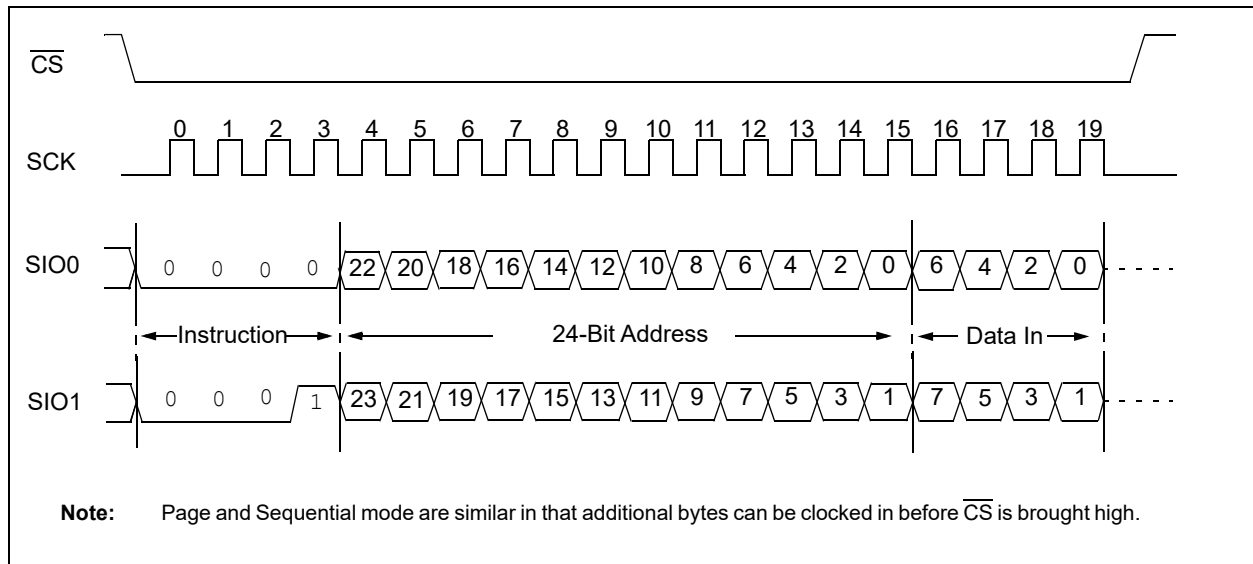 CS
0 1 2 3 4 5 6 7 8 9 10 11 12 13 14 15 16 17 18 19
SCK
SIO0 0 0 0 0 22 20 18 16 14 12 10 8 6 4 2 0 6 4 2 0
Instruction 24-Bit Address Data In
SIO1 0 0 0 1 23 21 19 17 15 13 11 9 7 5 3 1 7 5 3 1
Note: Page and Sequential mode are similar in that additional bytes can be clocked in before CS is brought high.